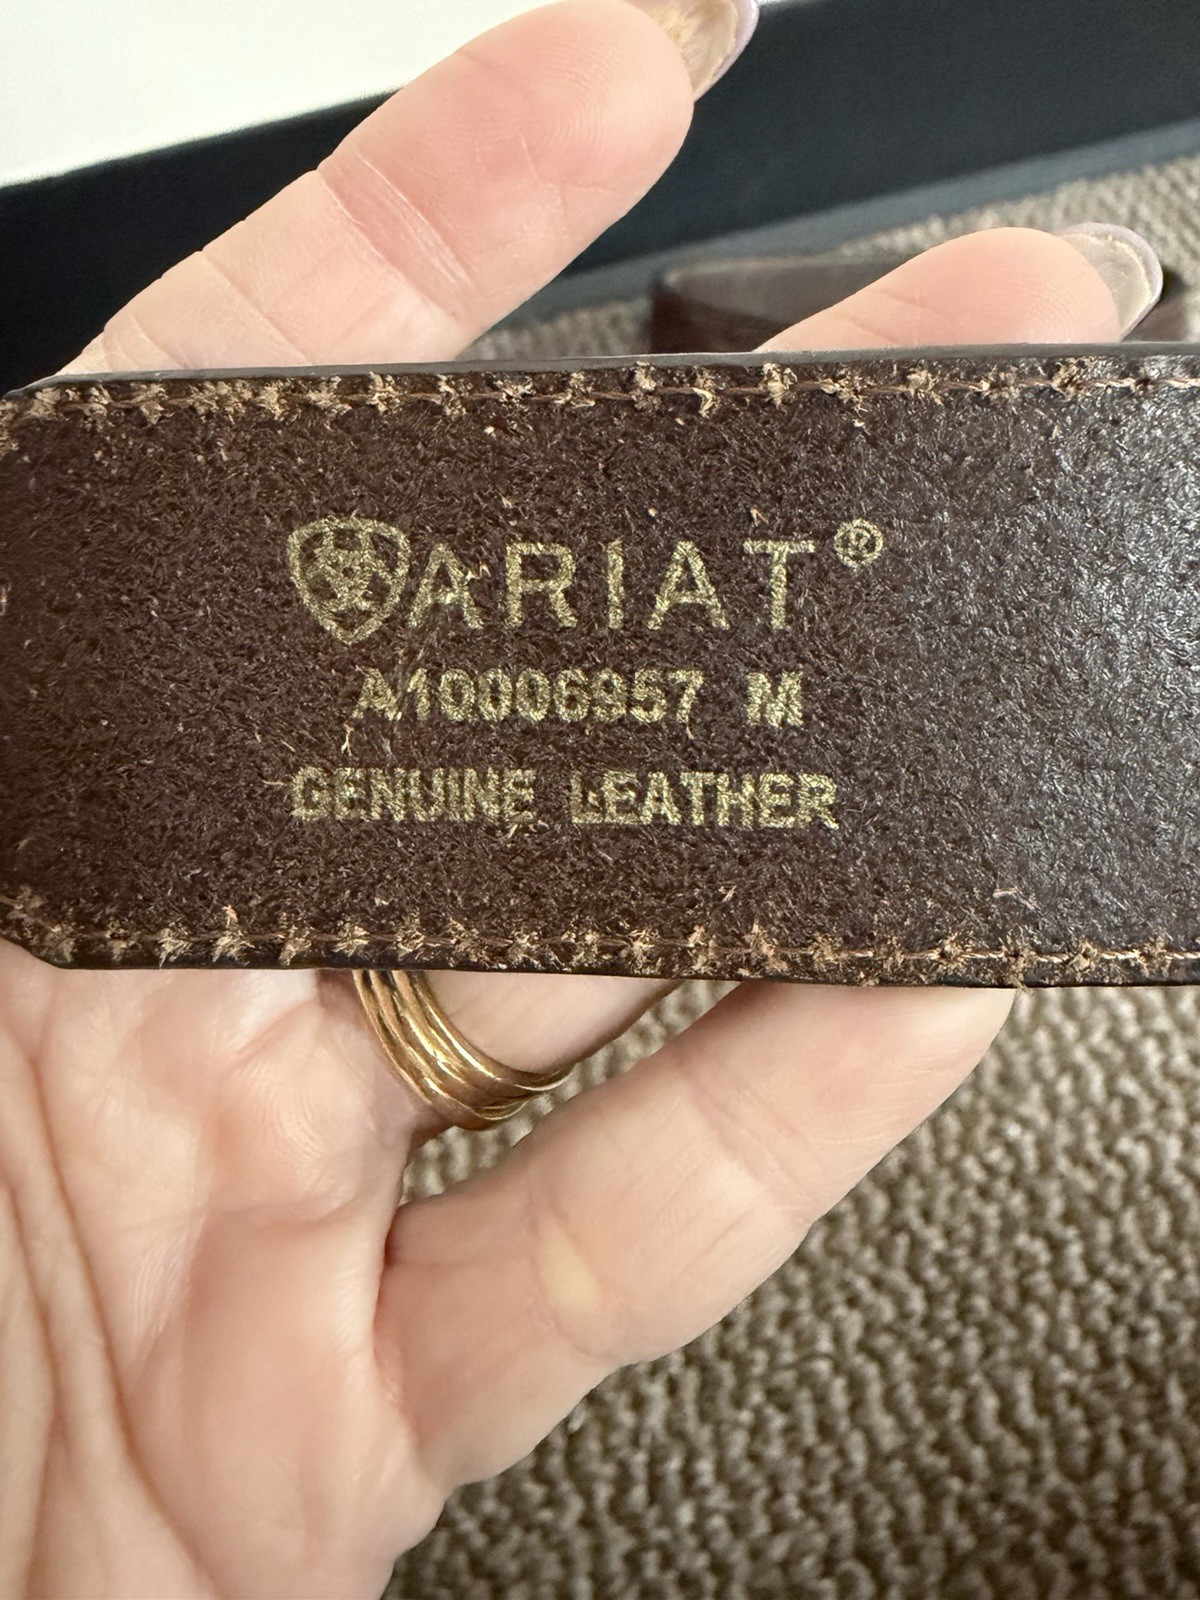 ARIAT®
A10006957 M
GENUINE LEATHER